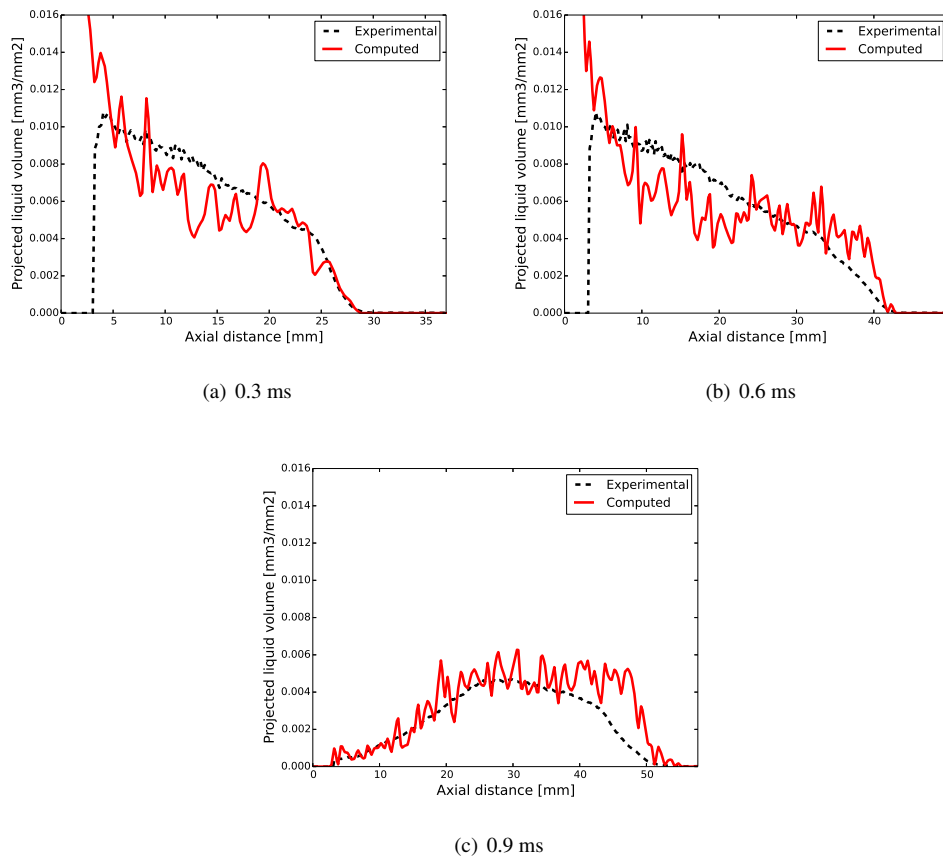 0.016
0.014
0.012
0.010
0.008
0.006
0.004
0.002
0.000
Projected liquid volume [mm3/mm2]
Experimental
Computed
0 5 10 15 20 25 30 35
Axial distance [mm]
(a) 0.3 ms
0.016
0.014
0.012
0.010
0.008
0.006
0.004
0.002
0.000
Projected liquid volume [mm3/mm2]
Experimental
Computed
0 10 20 30 40
Axial distance [mm]
(b) 0.6 ms
0.016
0.014
0.012
0.010
0.008
0.006
0.004
0.002
0.000
Projected liquid volume [mm3/mm2]
Experimental
Computed
0 10 20 30 40 50
Axial distance [mm]
(c) 0.9 ms